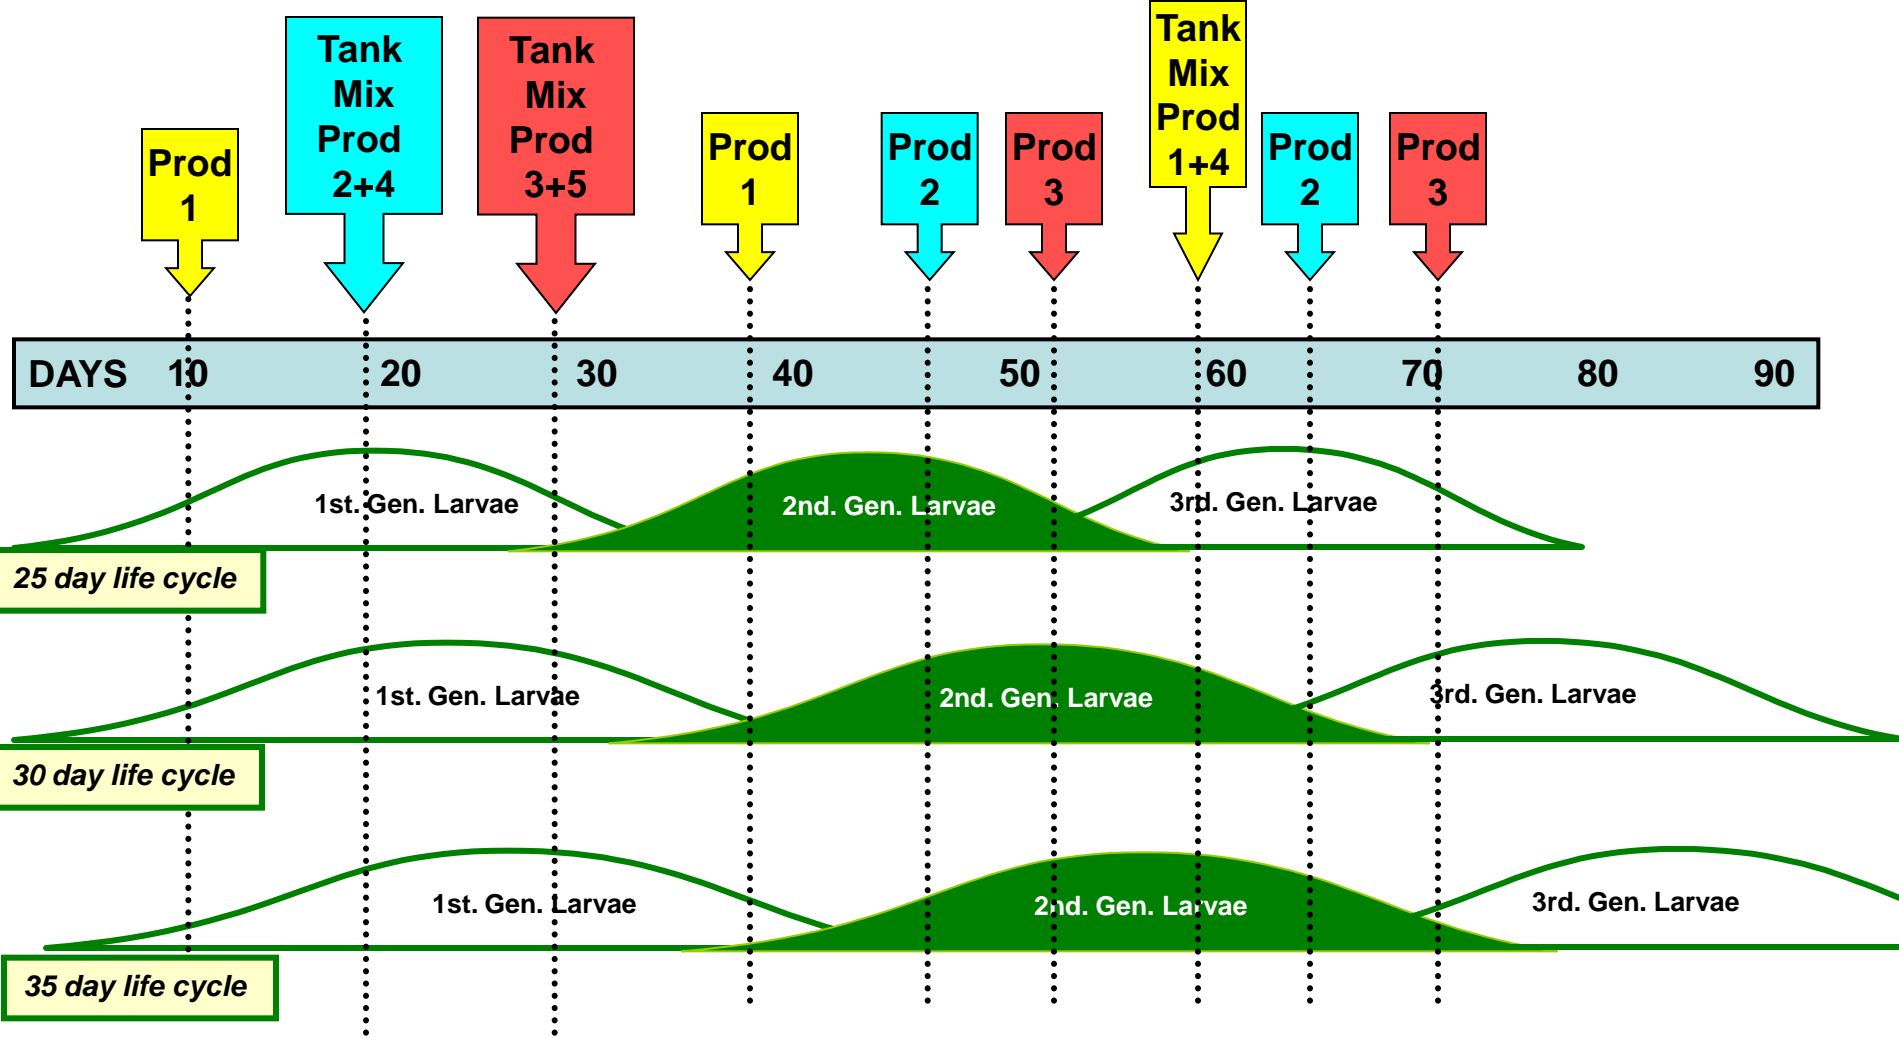 Prod
1
Tank
Mix
Prod
2+4
Tank
Mix
Prod
3+5
Prod
1
Prod
2
Prod
3
Tank
Mix
Prod
1+4
Prod
2
Prod
3
DAYS 10 20 30 40 50 60 70 80 90
1st. Gen. Larvae 2nd. Gen. Larvae 3rd. Gen. Larvae
25 day life cycle
1st. Gen. Larvae 2nd. Gen. Larvae 3rd. Gen. Larvae
30 day life cycle
1st. Gen. Larvae 2nd. Gen. Larvae 3rd. Gen. Larvae
35 day life cycle